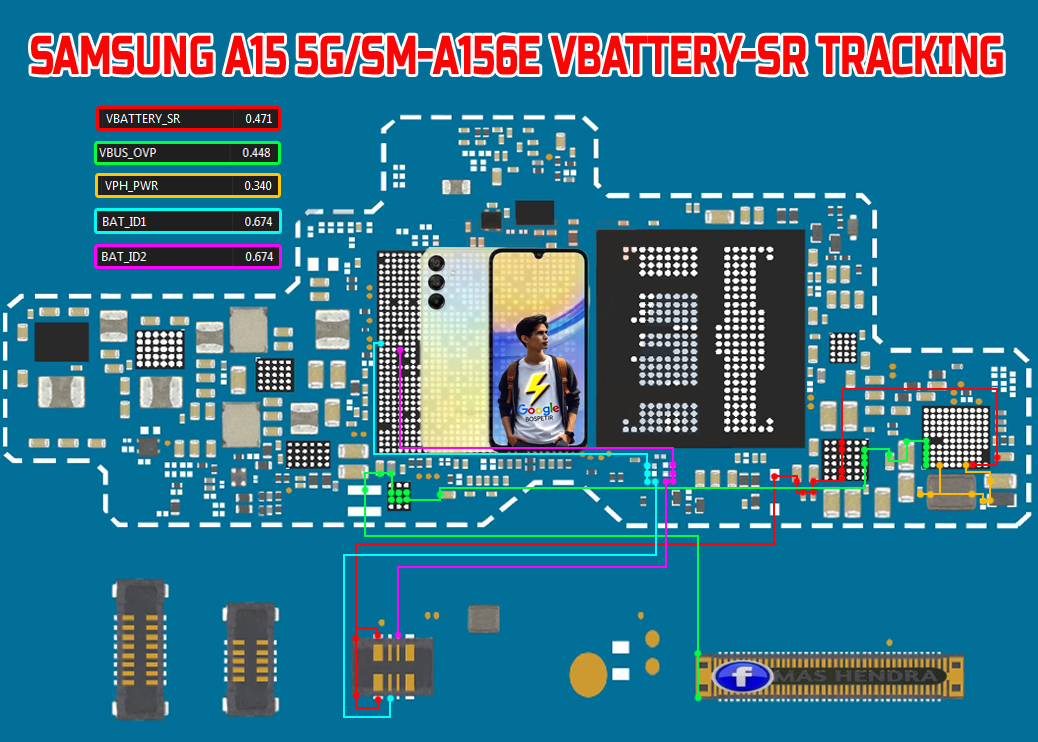 SAMSUNG A15 5G/SM-A156E VBATTERY-SR TRACKING
VBATTERY_SR 0.471
VBUS_OVP 0.448
VPH_PWR 0.340
BAT_ID1 0.674
BAT_ID2 0.674
Google
BOSPETIR
f MAS HENDRA